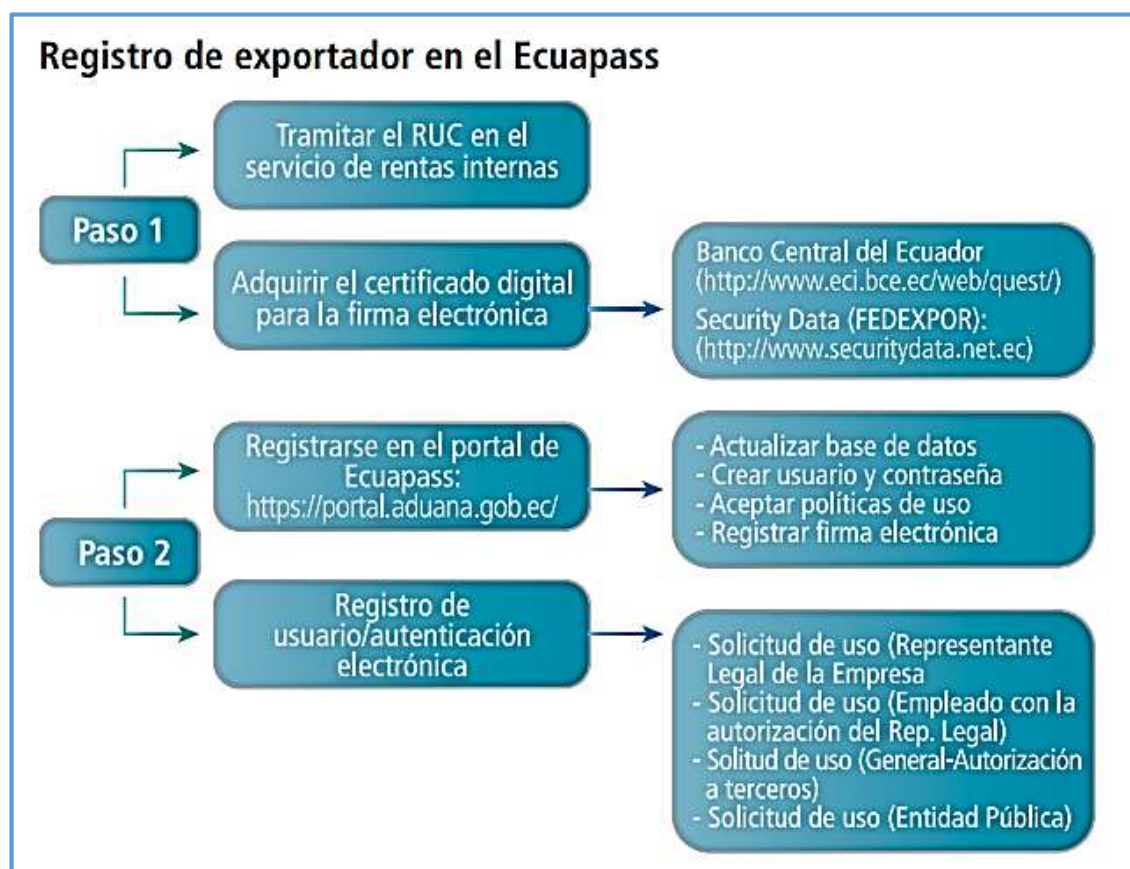 Registro de exportador en el Ecuapass
Paso 1
Tramitar el RUC en el
servicio de rentas internas
Adquirir el certificado digital
para la firma electrónica
Banco Central del Ecuador
(http://www.eci.bce.ec/web/quest/)
Security Data (FEDEXPOR):
(http://www.securitydata.net.ec)
Paso 2
Registrarse en el portal de
Ecuapass:
https://portal.aduana.gob.ec/
- Actualizar base de datos
- Crear usuario y contraseña
- Aceptar políticas de uso
- Registrar firma electrónica
Registro de
usuario/autenticación
electrónica
- Solicitud de uso (Representante
Legal de la Empresa
- Solicitud de uso (Empleado con la
autorización del Rep. Legal)
- Solitud de uso (General-Autorización
a terceros)
- Solicitud de uso (Entidad Pública)